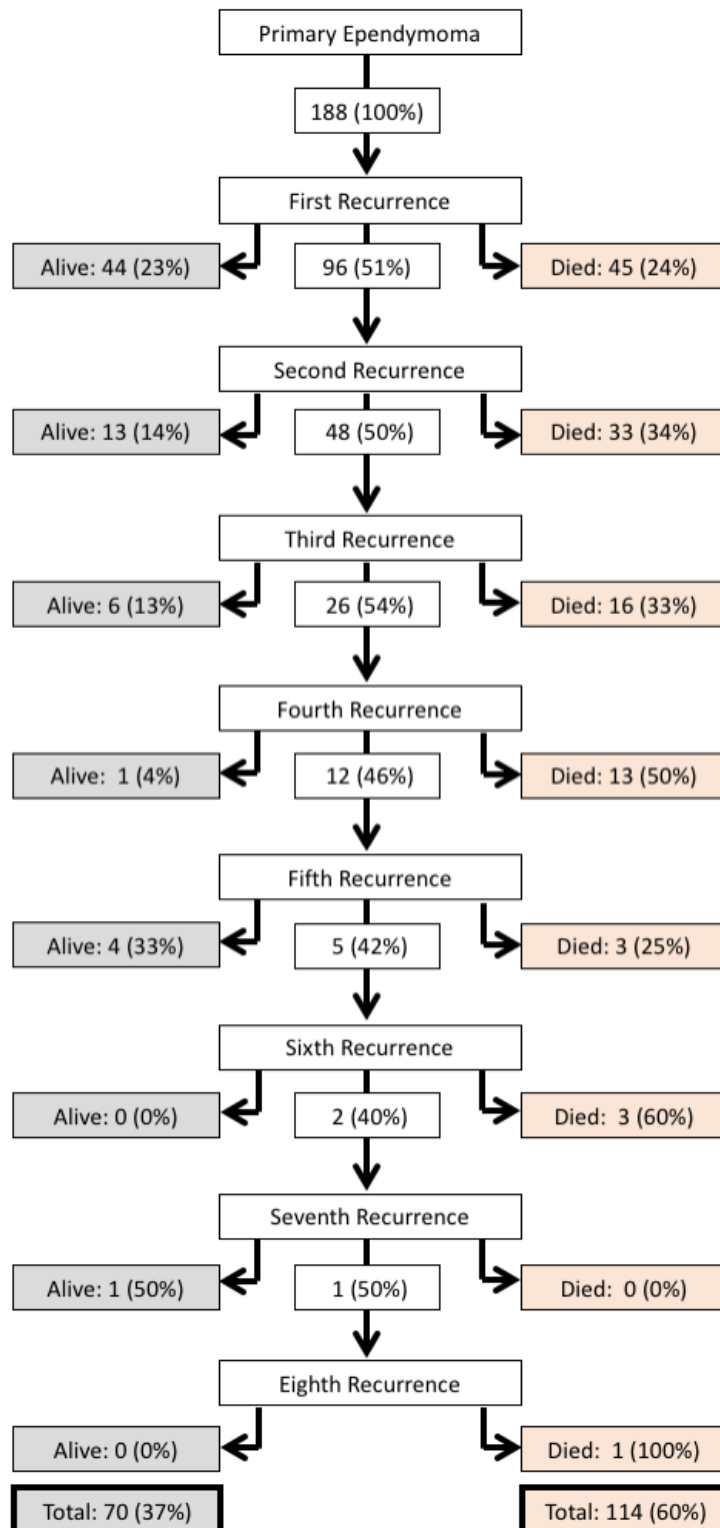 Primary Ependymoma
188 (100%)
First Recurrence
Alive: 44 (23%)
96 (51%)
Died: 45 (24%)
Second Recurrence
Alive: 13 (14%)
48 (50%)
Died: 33 (34%)
Third Recurrence
Alive: 6 (13%)
26 (54%)
Died: 16 (33%)
Fourth Recurrence
Alive: 1 (4%)
12 (46%)
Died: 13 (50%)
Fifth Recurrence
Alive: 4 (33%)
5 (42%)
Died: 3 (25%)
Sixth Recurrence
Alive: 0 (0%)
2 (40%)
Died: 3 (60%)
Seventh Recurrence
Alive: 1 (50%)
1 (50%)
Died: 0 (0%)
Eighth Recurrence
Alive: 0 (0%)
Died: 1 (100%)
Total: 70 (37%)
Total: 114 (60%)